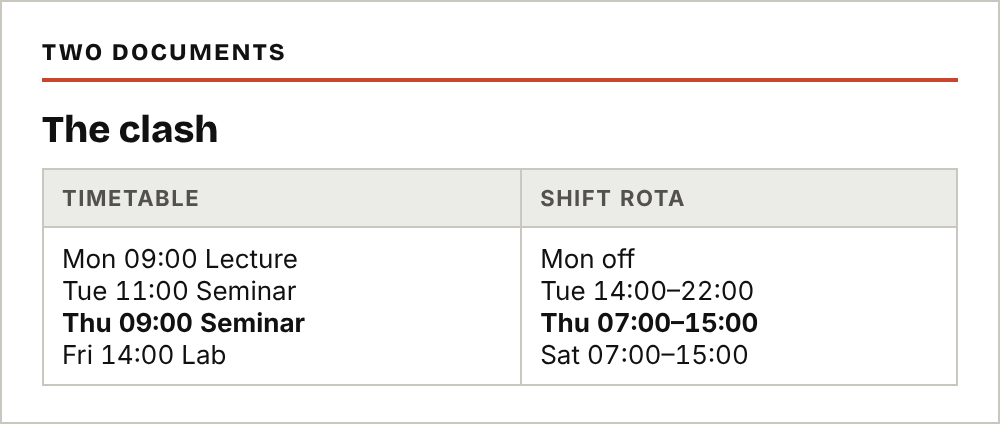 TWO DOCUMENTS
The clash
TIMETABLE
Mon 09:00 Lecture
Tue 11:00 Seminar
Thu 09:00 Seminar
Fri 14:00 Lab
SHIFT ROTA
Mon off
Tue 14:00–22:00
Thu 07:00–15:00
Sat 07:00–15:00